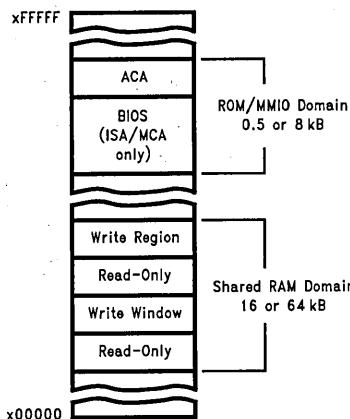 xFFFFF
ACA
BIOS
(ISA/MCA
only)
ROM/MMIO Domain
0.5 or 8 kB
Write Region
Read-Only
Write Window
Read-Only
Shared RAM Domain
16 or 64 kB
x00000